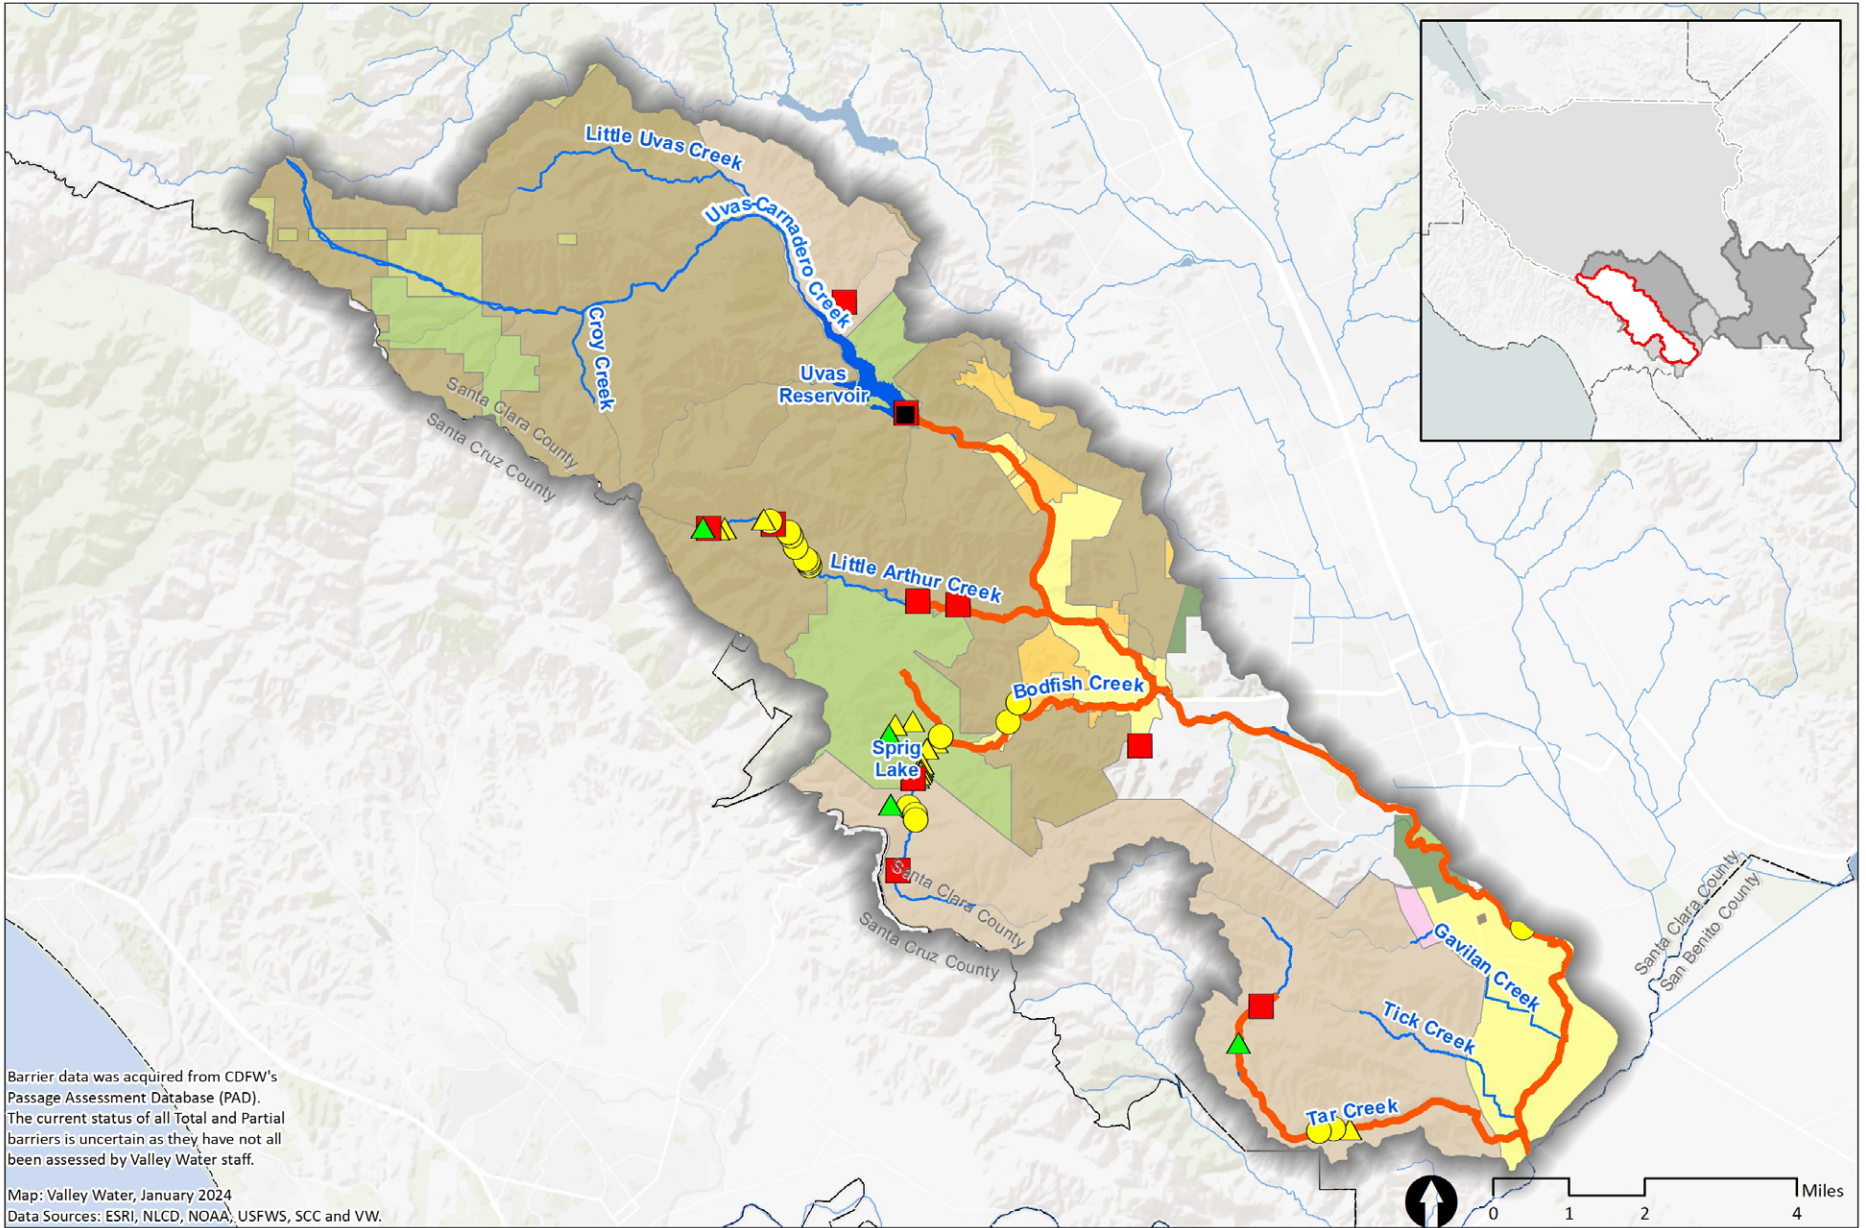 Little Uvas Creek
Uvas-Carnadero Creek
Croy Creek
Uvas
Reservoir
Santa Clara County
Santa Cruz County
Little Arthur Creek
Bodfish Creek
Sprig
Lake
Santa Clara County
Santa Cruz County
Santa Clara County
San Benito County
Gavilan Creek
Tick Creek
Tar Creek
Barrier data was acquired from CDFW's
Passage Assessment Database (PAD).
The current status of all Total and Partial
barriers is uncertain as they have not all
been assessed by Valley Water staff.
Map: Valley Water, January 2024
Data Sources: ESRI, NLCD, NOAA, USFWS, SCC and VW.
Miles
0 1 2 4